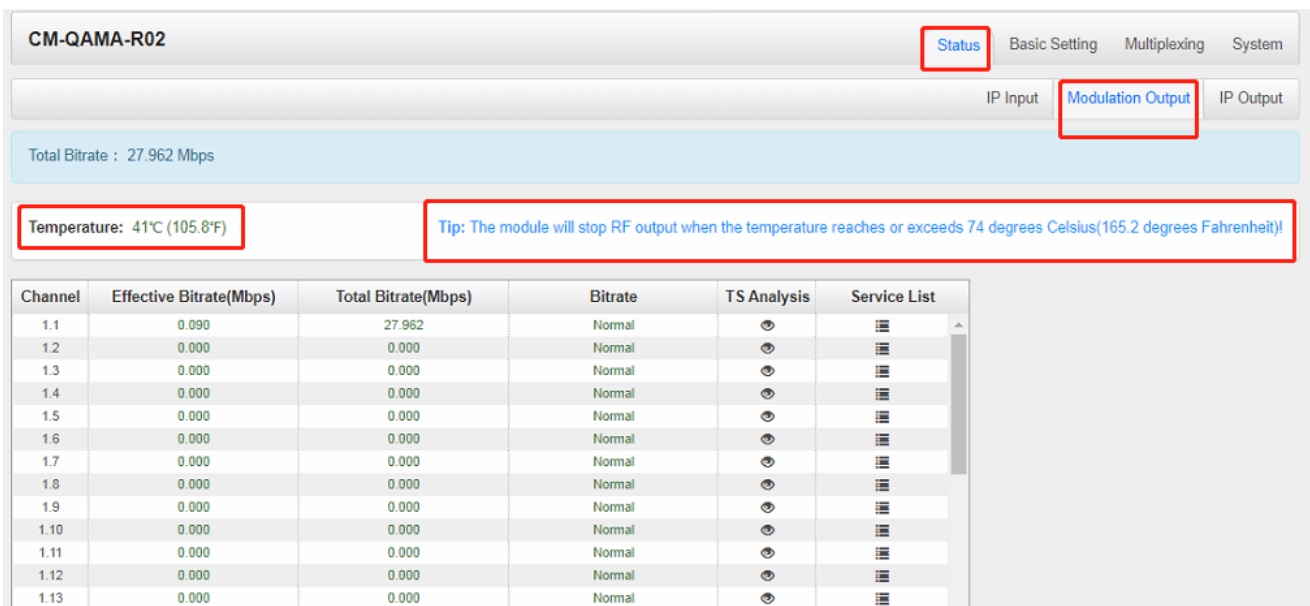 CM-QAMA-R02
Status Basic Setting Multiplexing System
IP Input Modulation Output IP Output
Total Bitrate : 27.962 Mbps
Temperature: 41℃ (105.8℉)
Tip: The module will stop RF output when the temperature reaches or exceeds 74 degrees Celsius(165.2 degrees Fahrenheit)!
Channel Effective Bitrate(Mbps) Total Bitrate(Mbps) Bitrate TS Analysis Service List
1.1 0.090 27.962 Normal
1.2 0.000 0.000 Normal
1.3 0.000 0.000 Normal
1.4 0.000 0.000 Normal
1.5 0.000 0.000 Normal
1.6 0.000 0.000 Normal
1.7 0.000 0.000 Normal
1.8 0.000 0.000 Normal
1.9 0.000 0.000 Normal
1.10 0.000 0.000 Normal
1.11 0.000 0.000 Normal
1.12 0.000 0.000 Normal
1.13 0.000 0.000 Normal